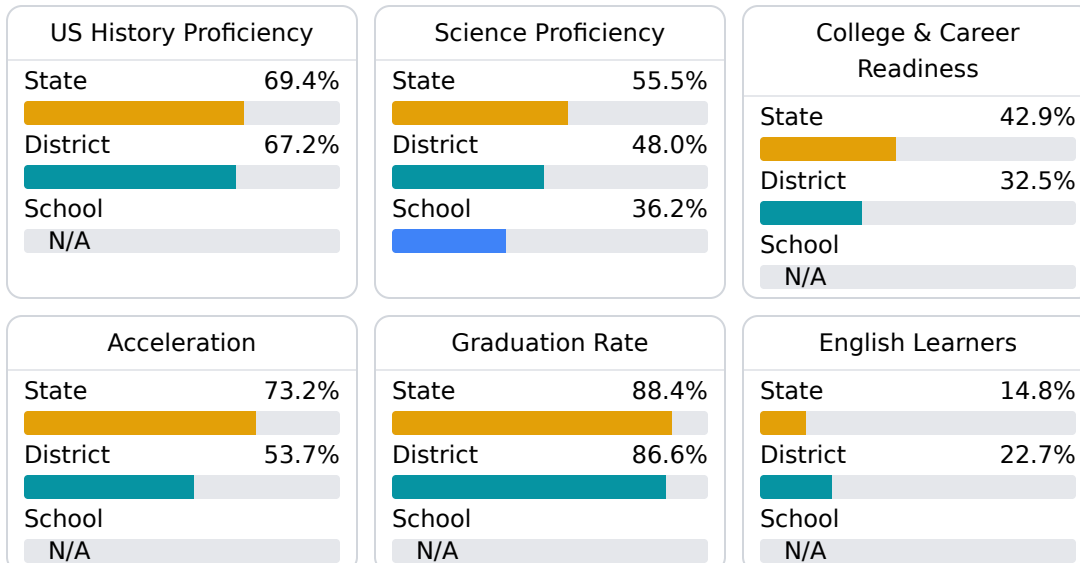 US History Proficiency
State 69.4%
District 67.2%
School
N/A
Science Proficiency
State 55.5%
District 48.0%
School 36.2%
College & Career
Readiness
State 42.9%
District 32.5%
School
N/A
Acceleration
State 73.2%
District 53.7%
School
N/A
Graduation Rate
State 88.4%
District 86.6%
School
N/A
English Learners
State 14.8%
District 22.7%
School
N/A